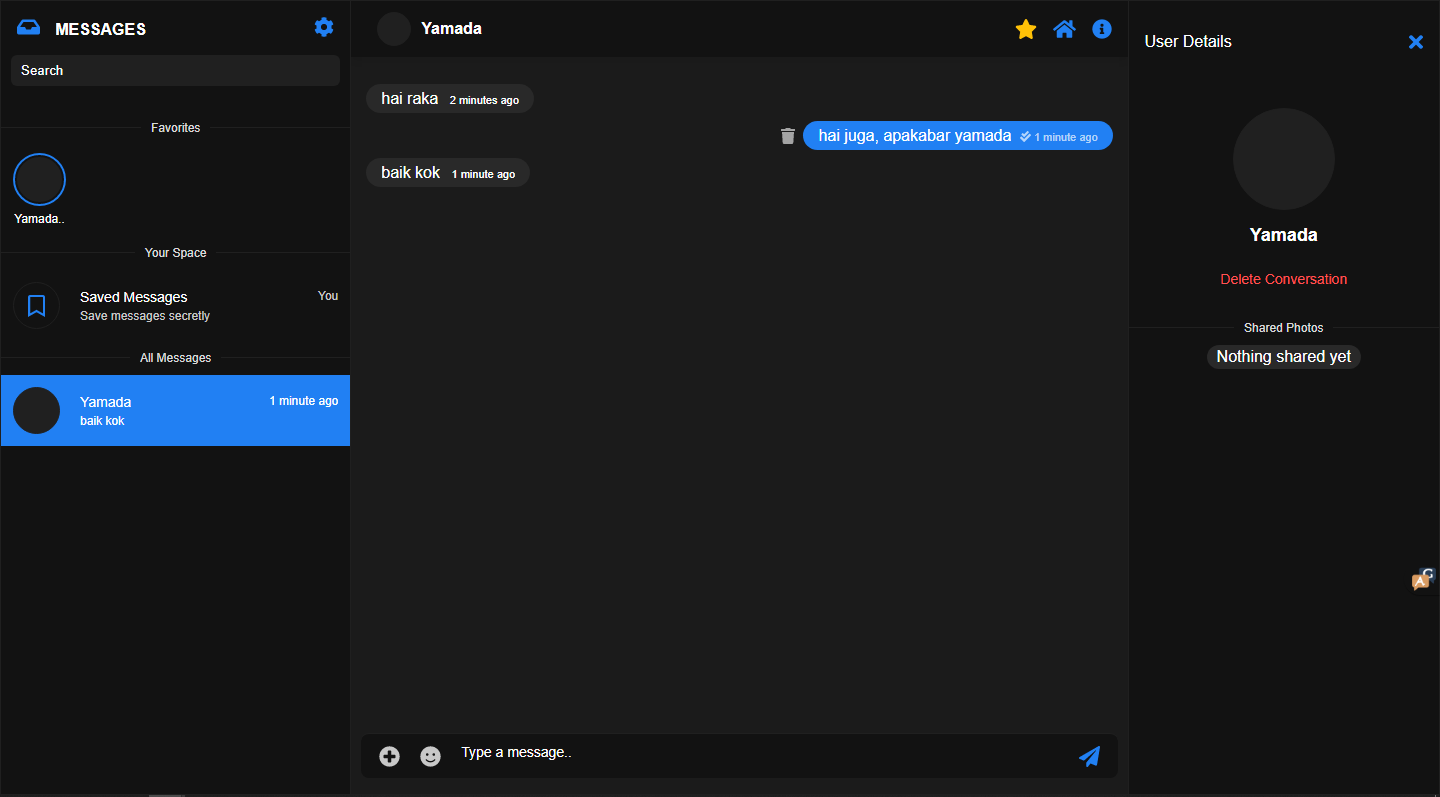 MESSAGES
Search
Favorites
Yamada..
Your Space
Saved Messages
You
Save messages secretly
All Messages
Yamada
1 minute ago
baik kok
Yamada
hai raka 2 minutes ago
hai juga, apakabar yamada 1 minute ago
baik kok 1 minute ago
Type a message..
User Details
Yamada
Delete Conversation
Shared Photos
Nothing shared yet
A G